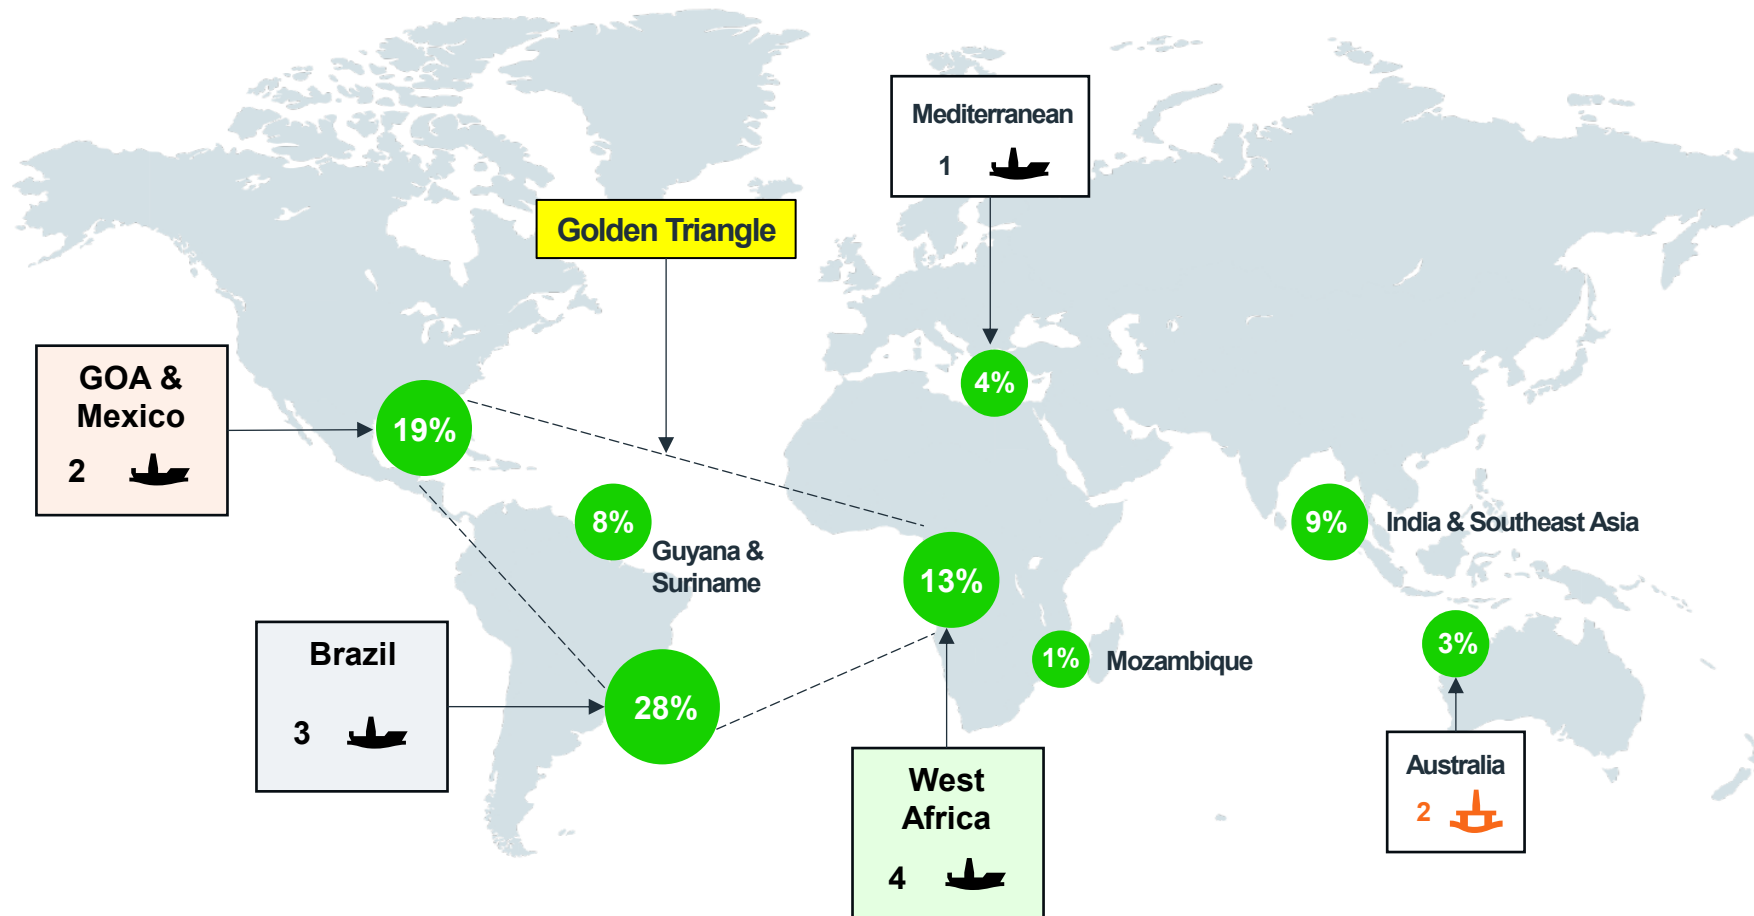 Mediterranean
1
Golden Triangle
GOA &
Mexico
2
19%
4%
8%
Guyana &
Suriname
9%
India & Southeast Asia
13%
1%
Mozambique
3%
Brazil
3
28%
West
Africa
4
Australia
2